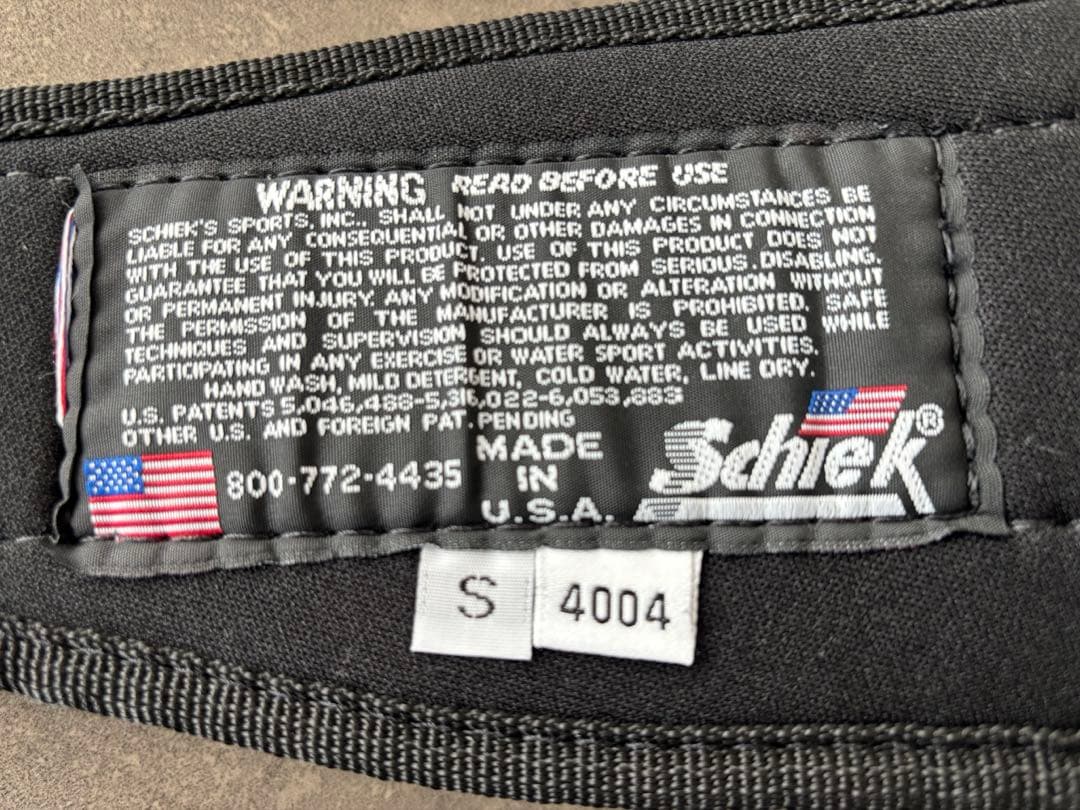 WARNING READ BEFORE USE
SCHIEK'S SPORTS, INC. SHALL NOT UNDER ANY CIRCUMSTANCES BE
LIABLE FOR ANY CONSEQUENTIAL OR OTHER DAMAGES IN CONNECTION
WITH THE USE OF THIS PRODUCT. USE OF THIS PRODUCT DOES NOT
GUARANTEE THAT YOU WILL BE PROTECTED FROM SERIOUS. DISABLING.
OR PERMANENT INJURY. ANY MODIFICATION OR ALTERATION WITHOUT
THE PERMISSION OF THE MANUFACTURER IS PROHIBITED. SAFE
TECHNIQUES AND SUPERVISION SHOULD ALWAYS BE USED WHILE
PARTICIPATING IN ANY EXERCISE OR WATER SPORT ACTIVITIES.
HAND WASH, MILD DETERGENT, COLD WATER, LINE DRY.
U.S. PATENTS 5,046,488-5,316,022-6,053,883
OTHER U.S. AND FOREIGN PAT. PENDING
800-772-4435
MADE
IN
U.S.A.
Schiek®
S
4004